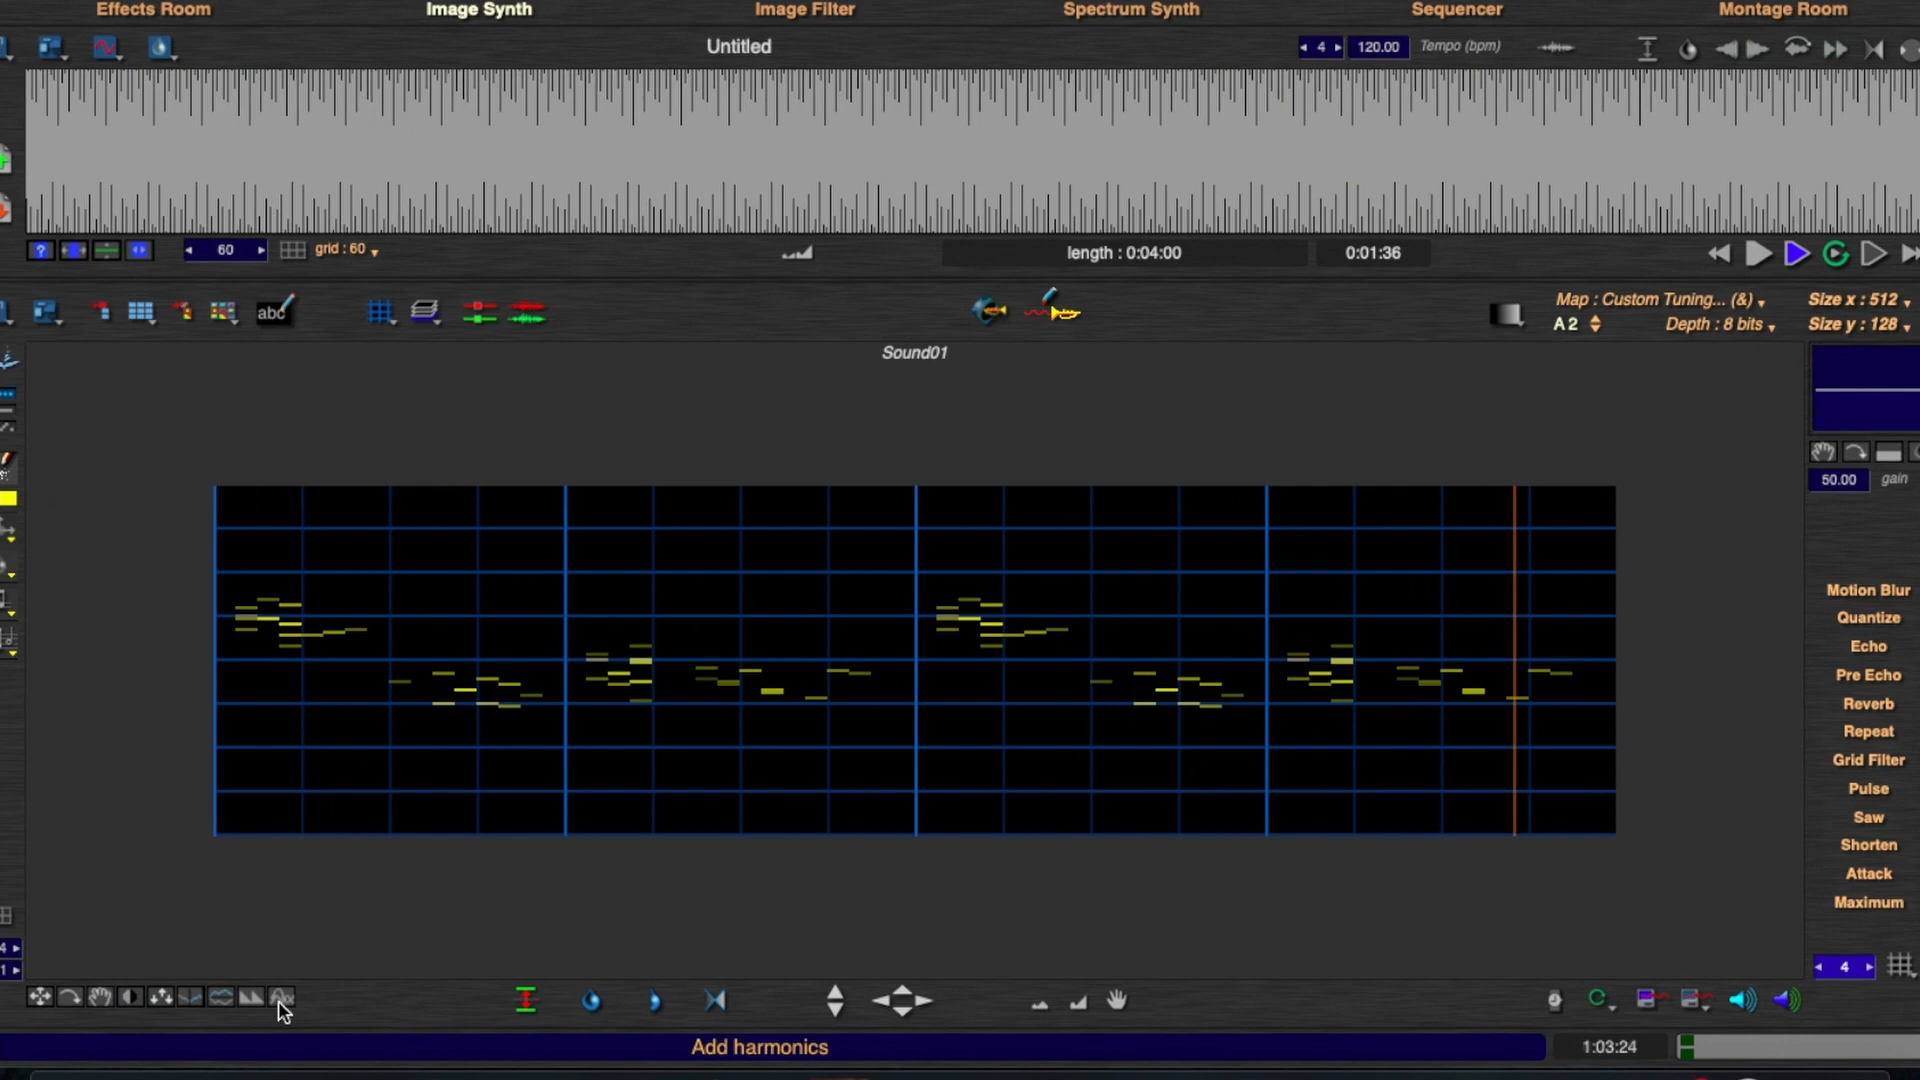 Effects Room Image Synth Image Filter Spectrum Synth Sequencer Montage Room
Untitled 4 120.00 Tempo (bpm)
60 grid : 60 length : 0:04:00 0:01:36
abc
Map : Custom Tuning... (&) Size x : 512
A 2 Depth : 8 bits Size y : 128
Sound01
50.00 gain
Motion Blur
Quantize
Echo
Pre Echo
Reverb
Repeat
Grid Filter
Pulse
Saw
Shorten
Attack
Maximum
4
1
4
Add harmonics 1:03:24